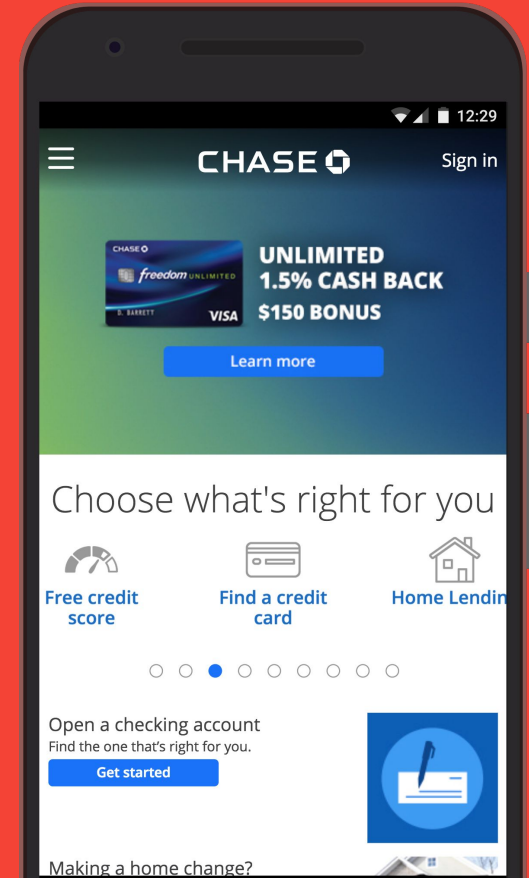 12:29
CHASE
Sign in
CHASE
freedom UNLIMITED
D. BARRETT
VISA
UNLIMITED
1.5% CASH BACK
$150 BONUS
Learn more
Choose what's right for you
Free credit
score
Find a credit
card
Home Lendin
Open a checking account
Find the one that's right for you.
Get started
Making a home change?